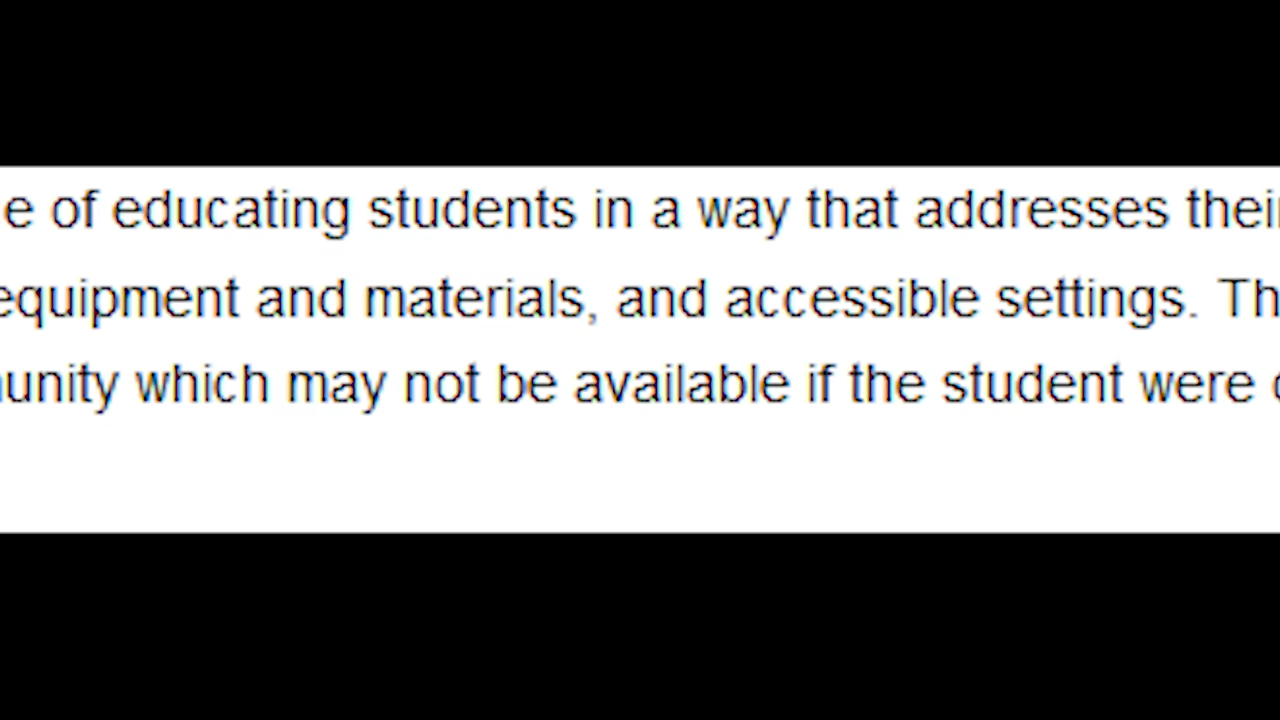 e of educating students in a way that addresses their
equipment and materials, and accessible settings. Th
unity which may not be available if the student were